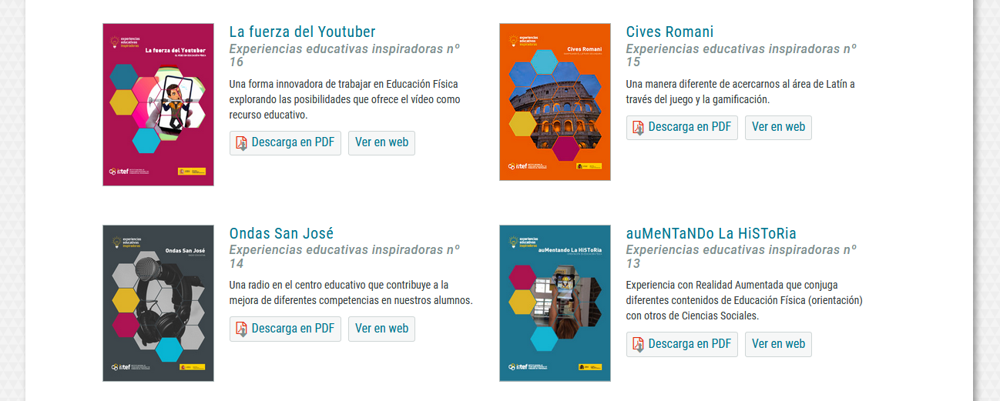 experiencias
educativas
inspiradoras
La fuerza del Youtuber
EL VÍDEO EN EDUCACIÓN FÍSICA
intef
La fuerza del Youtuber
Experiencias educativas inspiradoras nº
16
Una forma innovadora de trabajar en Educación Física
explorando las posibilidades que ofrece el vídeo como
recurso educativo.
Descarga en PDF
Ver en web
experiencias
educativas
inspiradoras
Cives Romani
intef
Cives Romani
Experiencias educativas inspiradoras nº
15
Una manera diferente de acercarnos al área de Latín a
través del juego y la gamificación.
Descarga en PDF
Ver en web
experiencias
educativas
inspiradoras
Ondas San José
intef
Ondas San José
Experiencias educativas inspiradoras nº
14
Una radio en el centro educativo que contribuye a la
mejora de diferentes competencias en nuestros alumnos.
Descarga en PDF
Ver en web
experiencias
educativas
inspiradoras
auMentando La HiSToRia
intef
auMeNTaNDo La HiSToRia
Experiencias educativas inspiradoras nº
13
Experiencia con Realidad Aumentada que conjuga
diferentes contenidos de Educación Física (orientación)
con otros de Ciencias Sociales.
Descarga en PDF
Ver en web